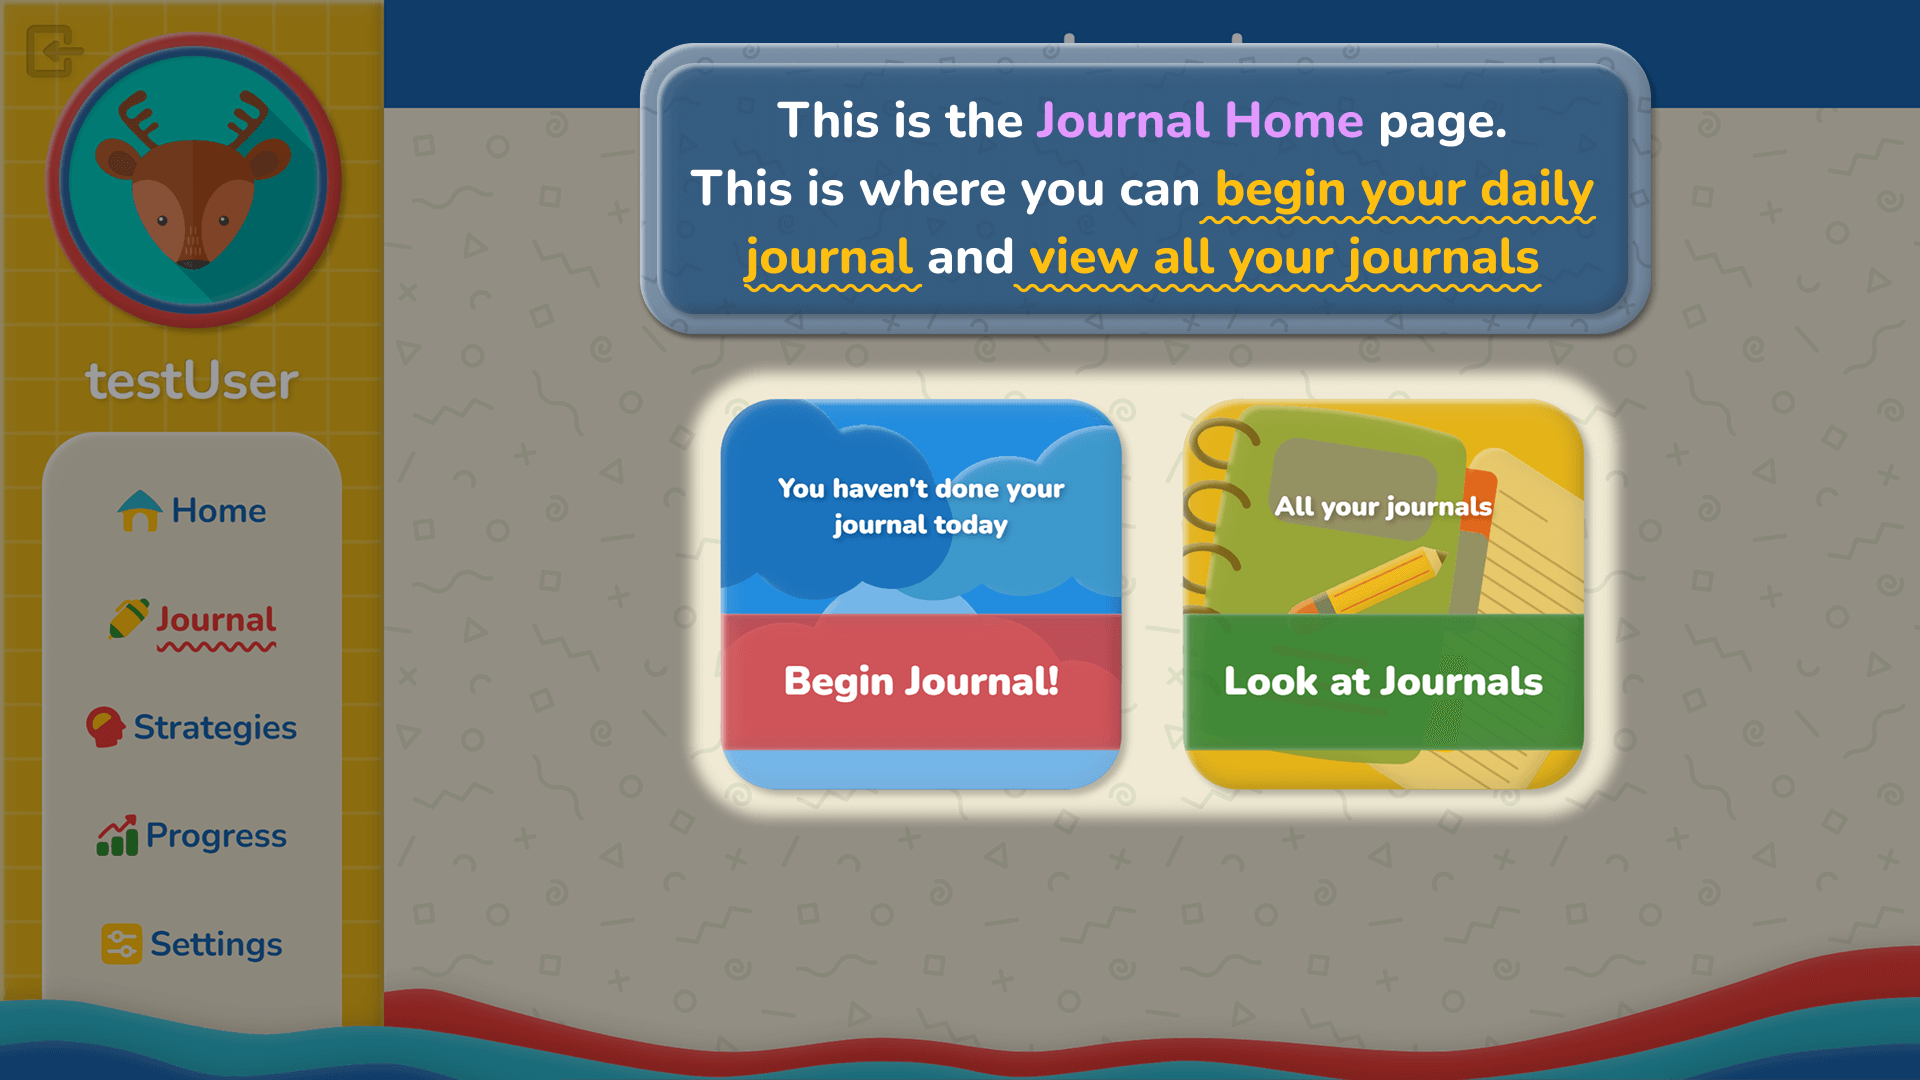 testUser
Home
Journal
Strategies
Progress
Settings
This is the Journal Home page.
This is where you can begin your daily
journal and view all your journals
You haven't done your
journal today
Begin Journal!
All your journals
Look at Journals